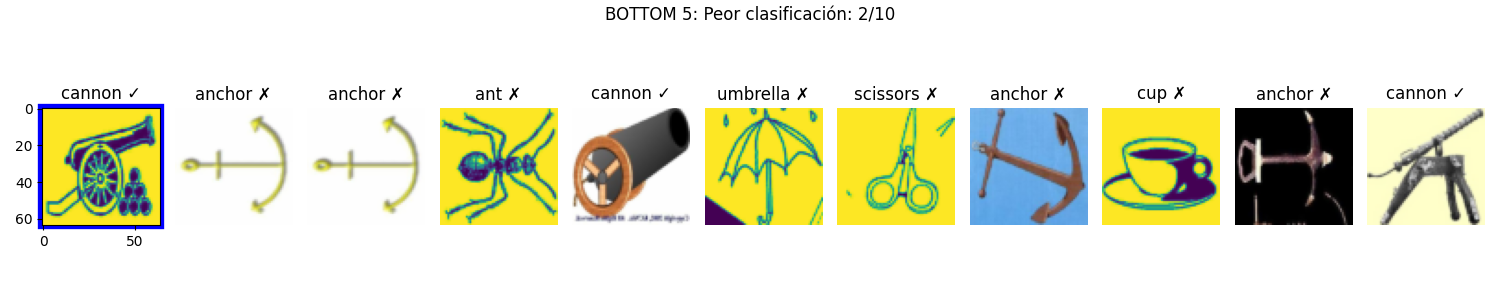 BOTTOM 5: Peor clasificación: 2/10
cannon ✓ anchor ✗ anchor ✗ ant ✗ cannon ✓ umbrella ✗ scissors ✗ anchor ✗ cup ✗ anchor ✗ cannon ✓
0
20
40
60
0 50